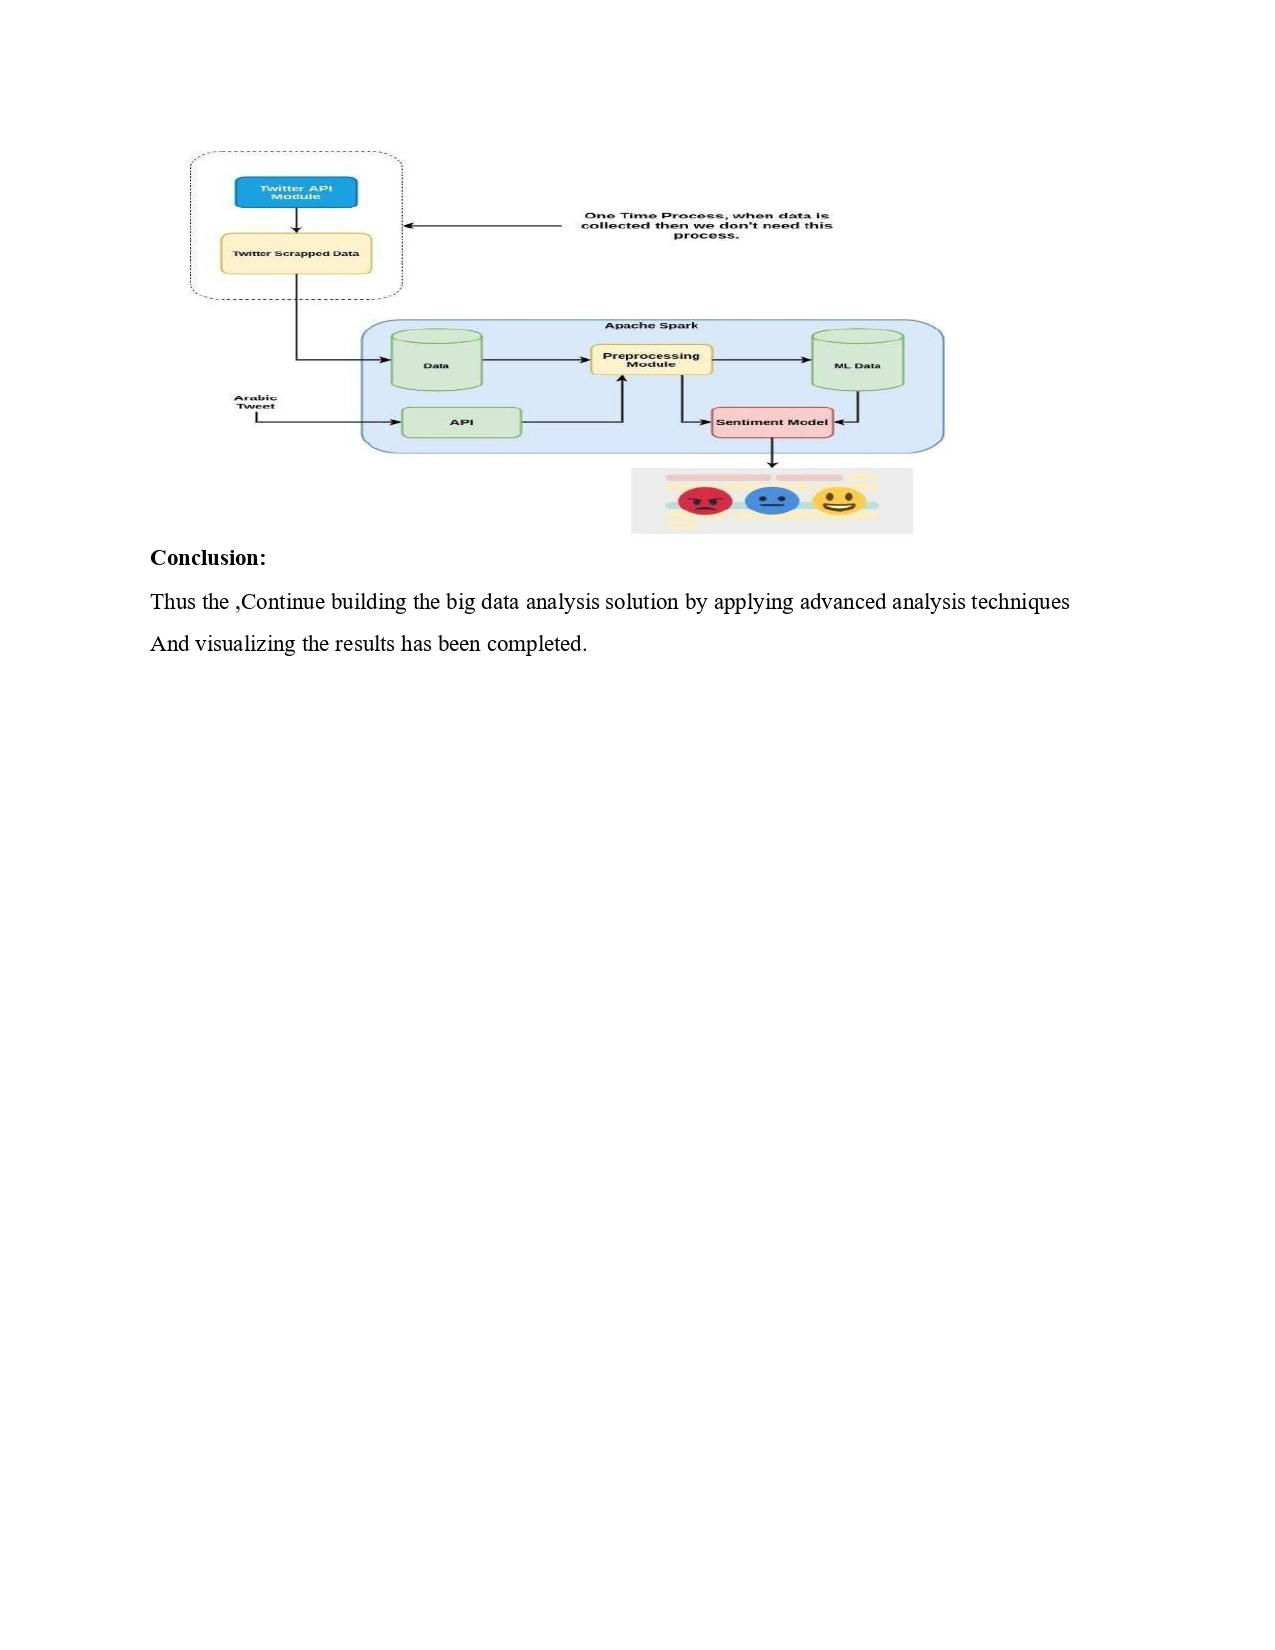 Twitter API
Module
Twitter Scrapped Data
One Time Process, when data is
collected then we don't need this
process.
Apache Spark
Data
Preprocessing
Module
ML Data
Arabic
Tweet
API
Sentiment Model
Conclusion:
Thus the ,Continue building the big data analysis solution by applying advanced analysis techniques
And visualizing the results has been completed.